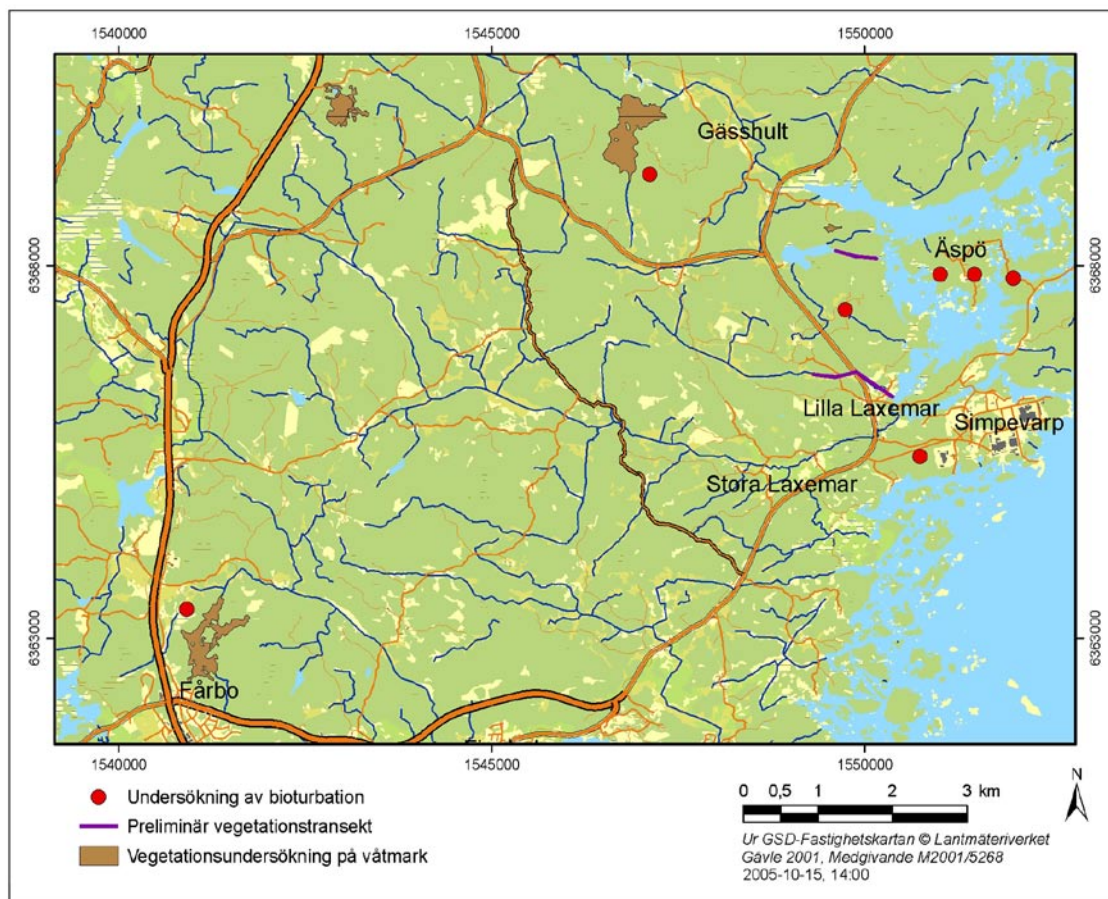 1540000
1545000
1550000
Gässhult
6368000
6368000
Äspö
Lilla Laxemar
Simpevarp
Stora Laxemar
6363000
6363000
Fårbo
1540000
1545000
1550000
Undersökning av bioturbation
Preliminär vegetationstransekt
Vegetationsundersökning på våtmark
0 0,5 1 2 3 km
N
Ur GSD-Fastighetskartan © Lantmäteriverket
Gävle 2001, Medgivande M2001/5268
2005-10-15, 14:00